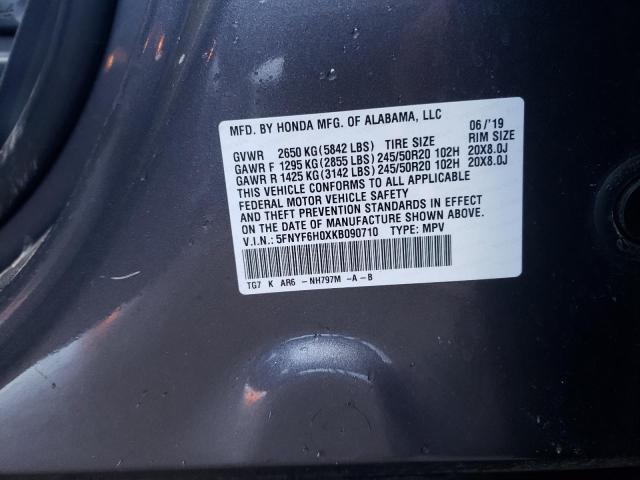 MFD. BY HONDA MFG. OF ALABAMA, LLC 06/'19
GVWR 2650 KG(5842 LBS) TIRE SIZE RIM SIZE
GAWR F 1295 KG(2855 LBS)245/50R20 102H 20X8.0J
GAWR R 1425 KG(3142 LBS)245/50R20 102H 20X8.0J
THIS VEHICLE CONFORMS TO ALL APPLICABLE
FEDERAL MOTOR VEHICLE SAFETY
AND THEFT PREVENTION STANDARDS IN EFFECT
ON THE DATE OF MANUFACTURE SHOWN ABOVE.
V.I.N.: 5FNYF6H0XKB090710 TYPE: MPV
TG7 K AR6 -NH797M -A-B